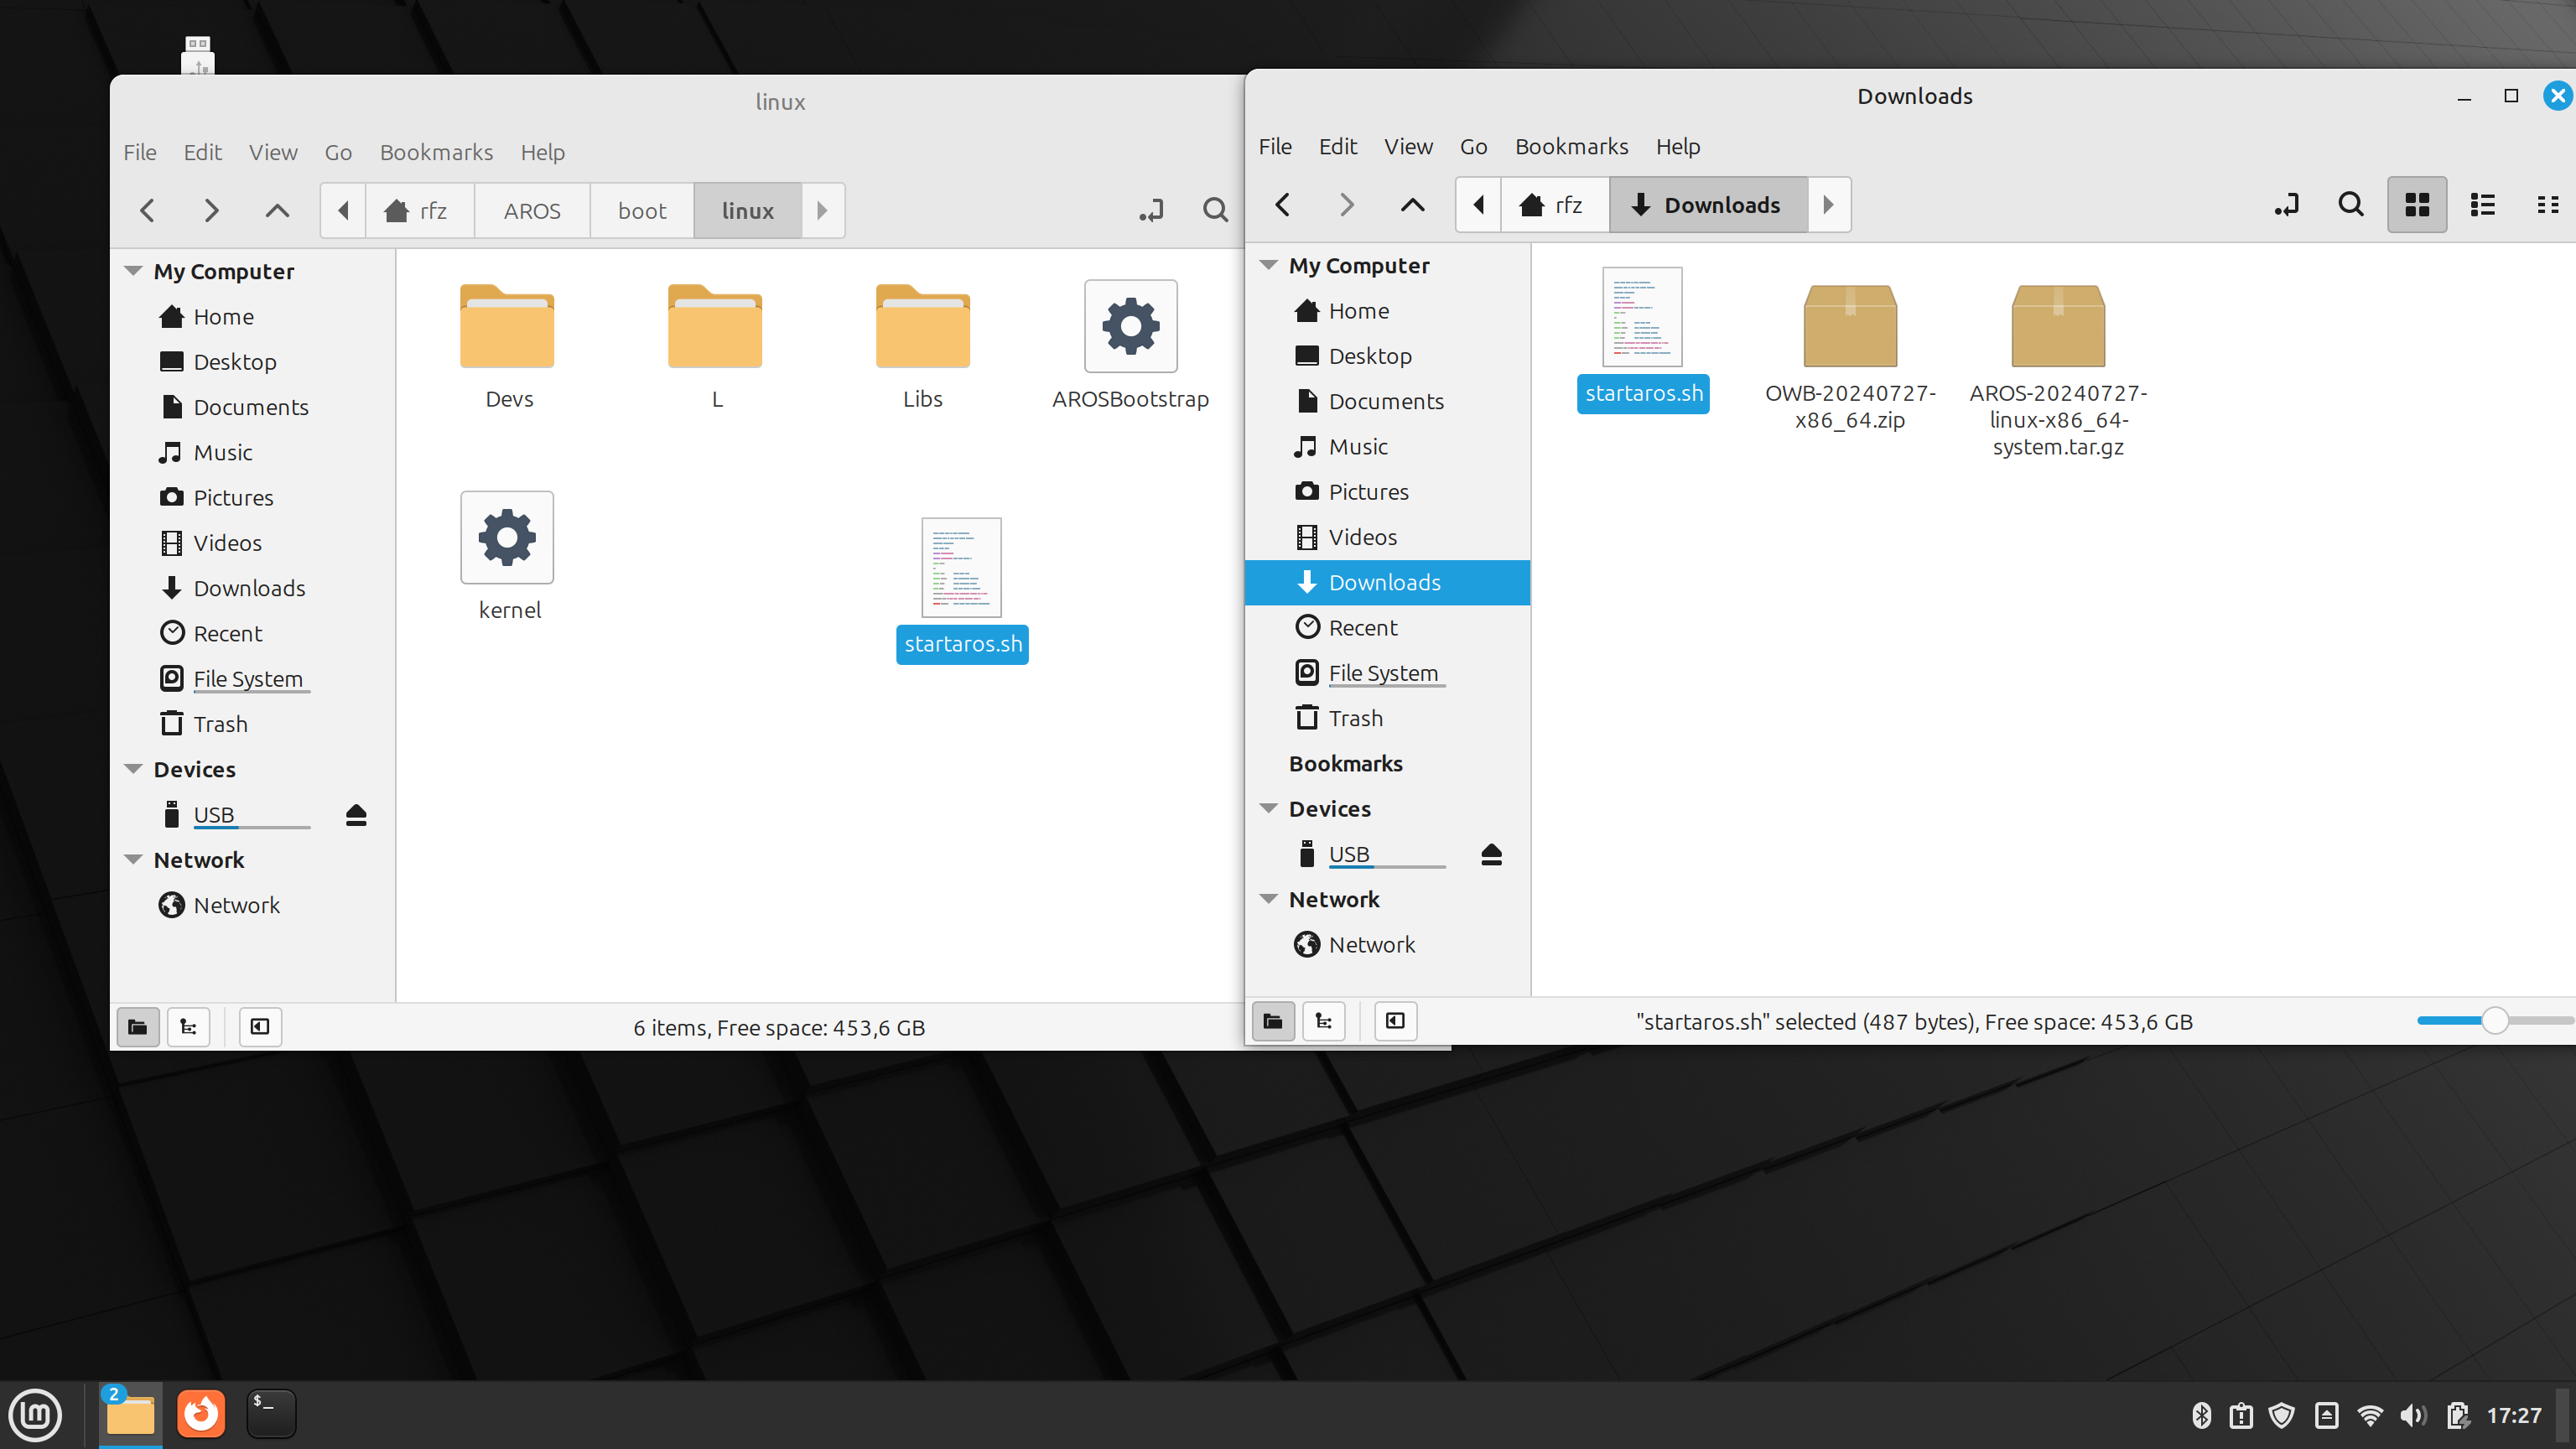 linux
File Edit View Go Bookmarks Help
rfz AROS boot linux
My Computer
Home
Desktop
Documents
Music
Pictures
Videos
Downloads
Recent
File System
Trash
Devices
USB
Network
Network
Devs
L
Libs
AROSBootstrap
kernel
startaros.sh
6 items, Free space: 453,6 GB
Downloads
File Edit View Go Bookmarks Help
rfz Downloads
My Computer
Home
Desktop
Documents
Music
Pictures
Videos
Downloads
Recent
File System
Trash
Bookmarks
Devices
USB
Network
Network
startaros.sh
OWB-20240727-
x86_64.zip
AROS-20240727-
linux-x86_64-
system.tar.gz
"startaros.sh" selected (487 bytes), Free space: 453,6 GB
2
$_
17:27